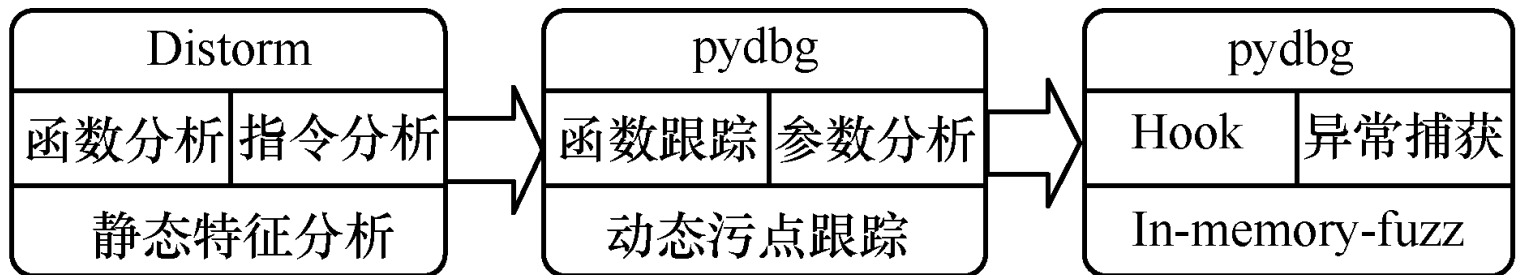 Distorm
函数分析 指令分析
静态特征分析
pydbg
函数跟踪 参数分析
动态污点跟踪
pydbg
Hook 异常捕获
In-memory-fuzz